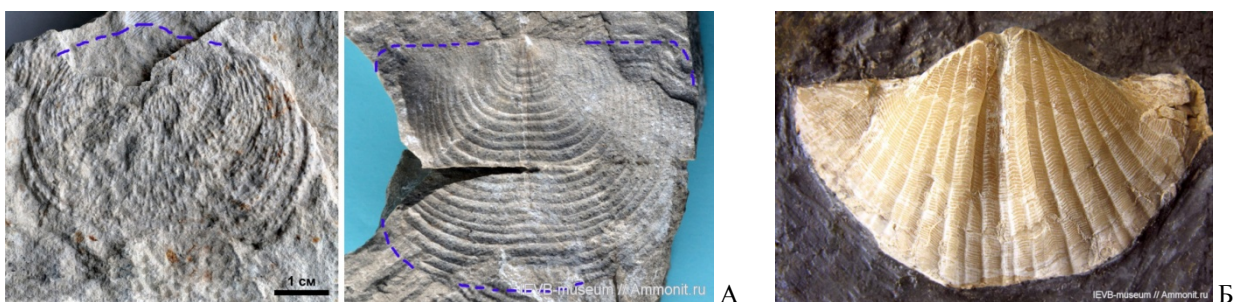 1 см
IEVB-museum // Ammonit.ru
А
IEVB-museum // Ammonit.ru
Б